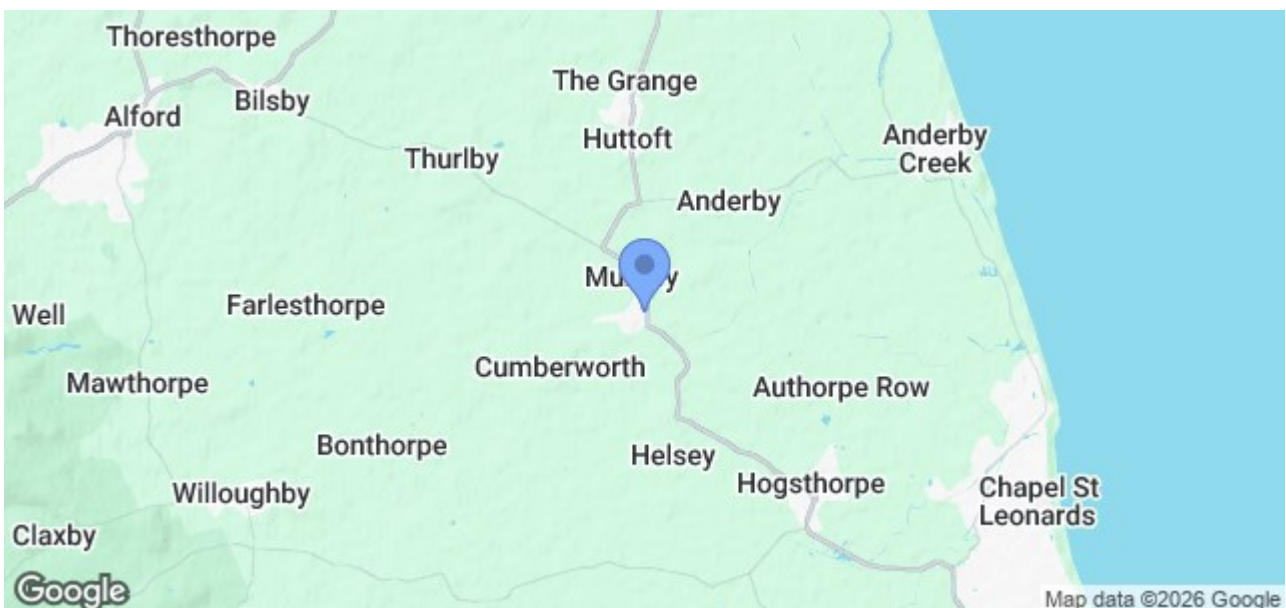 Thoresthorpe
The Grange
Bilsby
Alford
Huttoft
Anderby
Creek
Thurlby
Anderby
Farlesthorpe
Well
Cumberworth
Mawthorpe
Authorpe Row
Bonthorpe
Helsey
Hogsthorpe
Willoughby
Chapel St
Leonards
Claxby
Google
Map data ©2026 Google